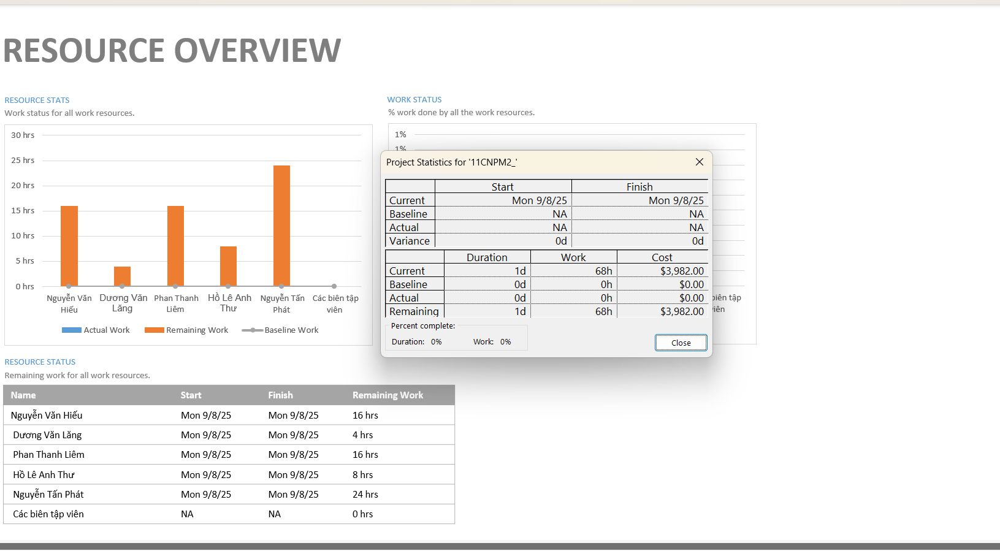 RESOURCE OVERVIEW
RESOURCE STATS
Work status for all work resources.
30 hrs
25 hrs
20 hrs
15 hrs
10 hrs
5 hrs
0 hrs
Nguyễn Văn Hiếu
Dương Văn Lăng
Phan Thanh Liêm
Hồ Lê Anh Thư
Nguyễn Tấn Phát
Các biên tập viên
Actual Work Remaining Work Baseline Work
WORK STATUS
% work done by all the work resources.
1%
1%
biên tập
viên
Project Statistics for '11CNPM2_'
Start Finish
Current Mon 9/8/25 Mon 9/8/25
Baseline NA NA
Actual NA NA
Variance 0d 0d
Duration Work Cost
Current 1d 68h $3,982.00
Baseline 0d 0h $0.00
Actual 0d 0h $0.00
Remaining 1d 68h $3,982.00
Percent complete:
Duration: 0% Work: 0%
Close
RESOURCE STATUS
Remaining work for all work resources.
Name Start Finish Remaining Work
Nguyễn Văn Hiếu Mon 9/8/25 Mon 9/8/25 16 hrs
Dương Văn Lăng Mon 9/8/25 Mon 9/8/25 4 hrs
Phan Thanh Liêm Mon 9/8/25 Mon 9/8/25 16 hrs
Hồ Lê Anh Thư Mon 9/8/25 Mon 9/8/25 8 hrs
Nguyễn Tấn Phát Mon 9/8/25 Mon 9/8/25 24 hrs
Các biên tập viên NA NA 0 hrs